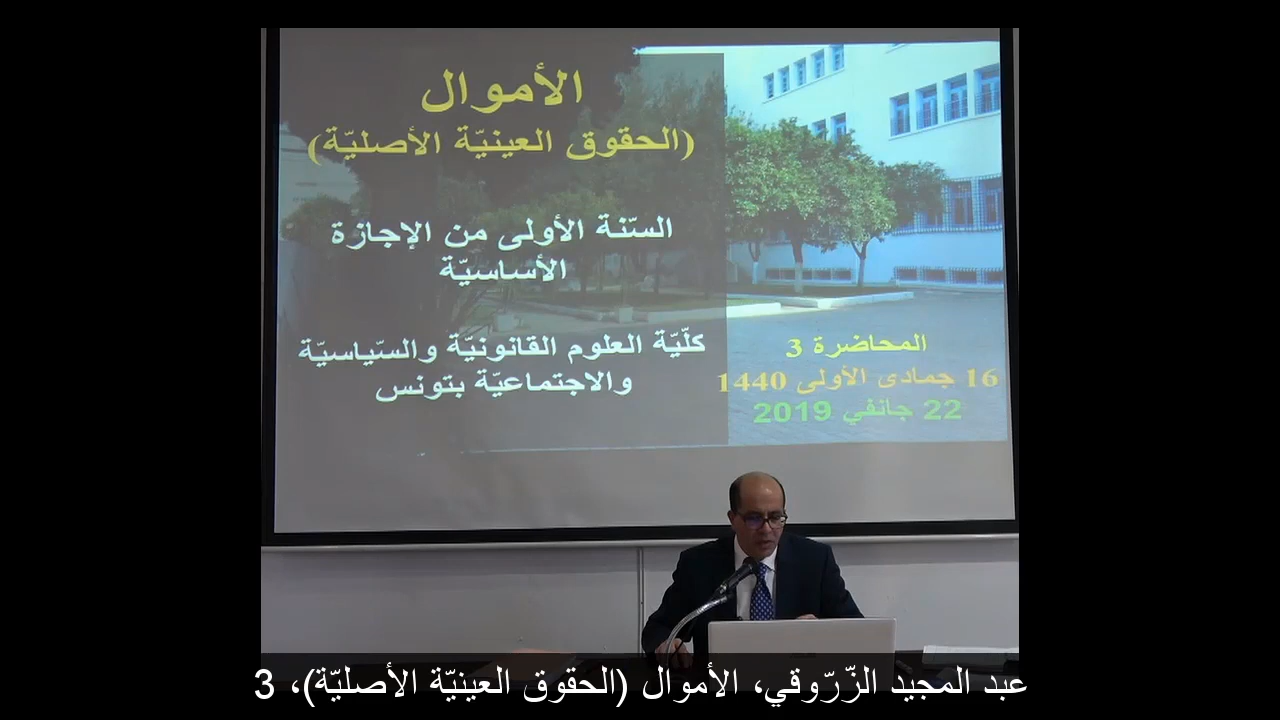 الأموال
(الحقوق العينيّة الأصليّة)
السّنة الأولى من الإجازة
الأساسيّة
كلّيّة العلوم القانونيّة والسّياسيّة
والاجتماعيّة بتونس
المحاضرة 3
16 جمادى الأولى 1440
22 جانفي 2019
عبد المجيد الزّرّوقي، الأموال (الحقوق العينيّة الأصليّة)، 3